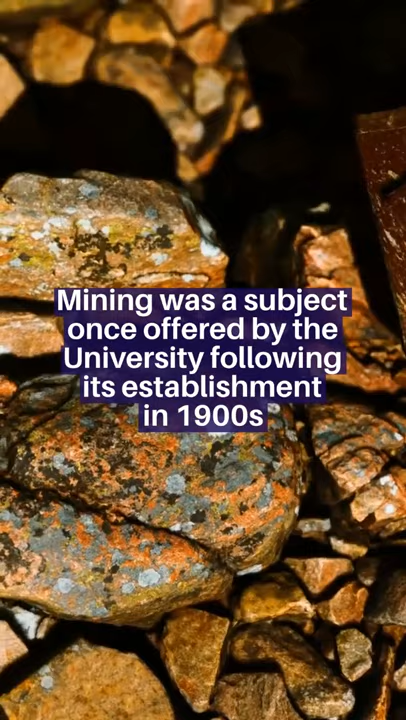 Mining was a subject
once offered by the
University following
its establishment
in 1900s